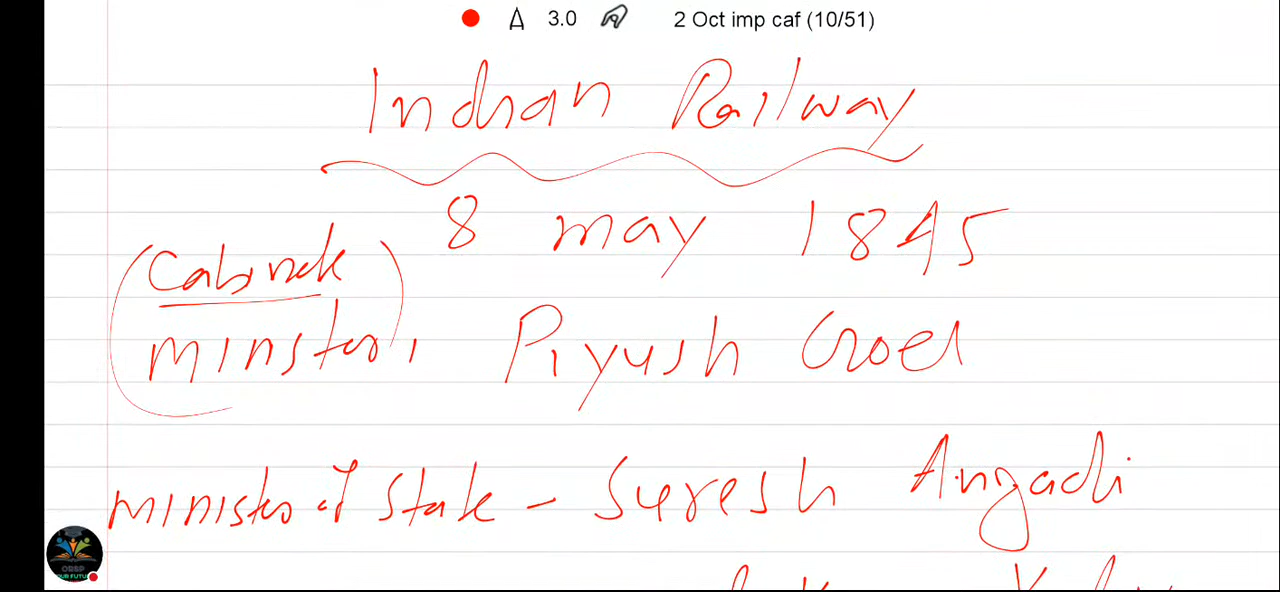 2 Oct imp caf (10/51)
3.0
Indian Railway
8 may 1845
(Cabinet
minster)
Piyush Goel
minister of state - Suresh Angadi